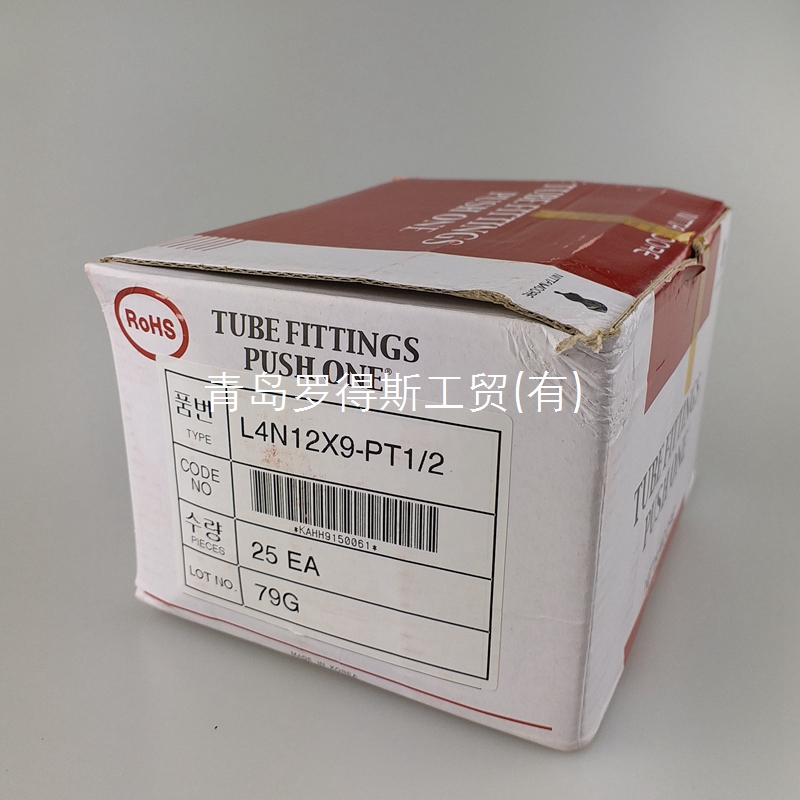 TUBE FITTINGS
PUSH ONE
NITTA MOORE
RoHS
TUBE FITTINGS
PUSH ONE®
青岛罗得斯工贸(有)
품번
TYPE
L4N12X9-PT1/2
CODE
NO
*KAHH9150061*
수량
PIECES
25 EA
LOT NO.
79G
MADE IN KOREA
TUBE FITTINGS
PUSH ONE